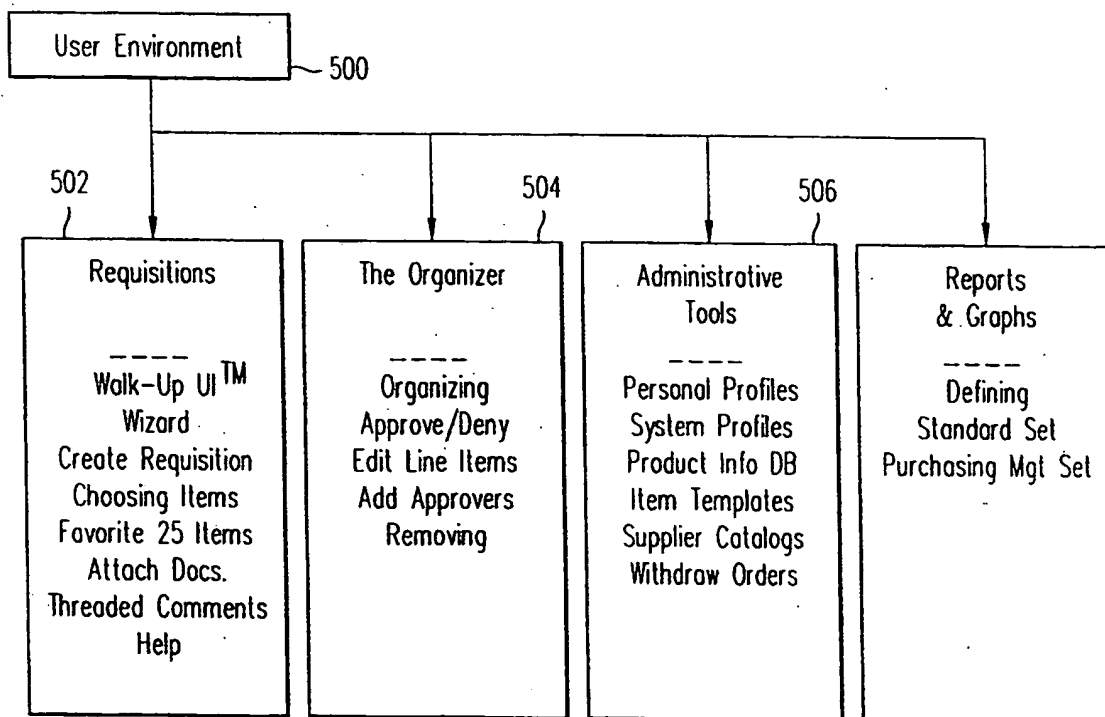 User Environment
500
502
504
506
Requisitions
Walk-Up UI™
Wizard
Create Requisition
Choosing Items
Favorite 25 Items
Attach Docs.
Threaded Comments
Help
The Organizer
Organizing
Approve/Deny
Edit Line Items
Add Approvers
Removing
Administrative
Tools
Personal Profiles
System Profiles
Product Info DB
Item Templates
Supplier Catalogs
Withdraw Orders
Reports
& Graphs
Defining
Standard Set
Purchasing Mgt Set